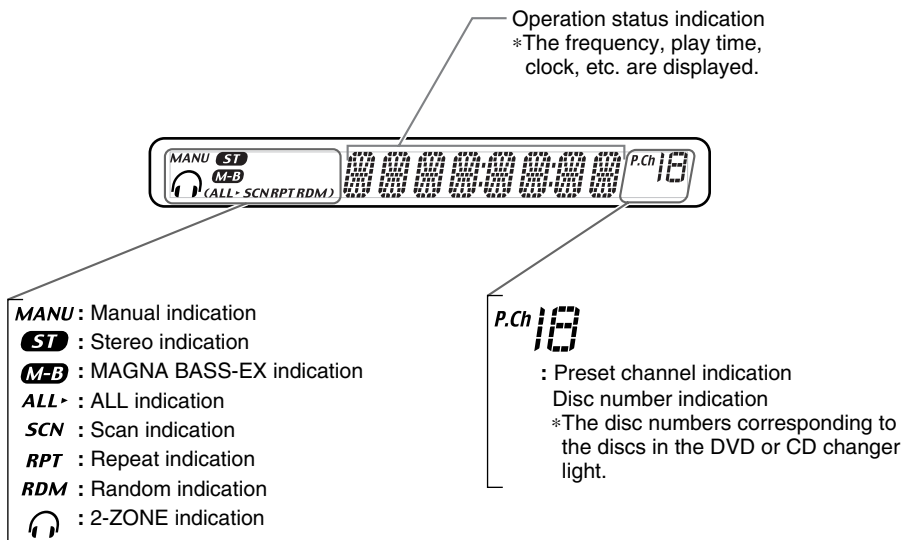 Operation status indication
*The frequency, play time,
clock, etc. are displayed.
MANU ST
M-B
(ALL▸ SCN RPT RDM)
P.Ch 18
MANU : Manual indication
ST : Stereo indication
M-B : MAGNA BASS-EX indication
ALL▸ : ALL indication
SCN : Scan indication
RPT : Repeat indication
RDM : Random indication
: 2-ZONE indication
P.Ch 18
: Preset channel indication
Disc number indication
*The disc numbers corresponding to
the discs in the DVD or CD changer
light.